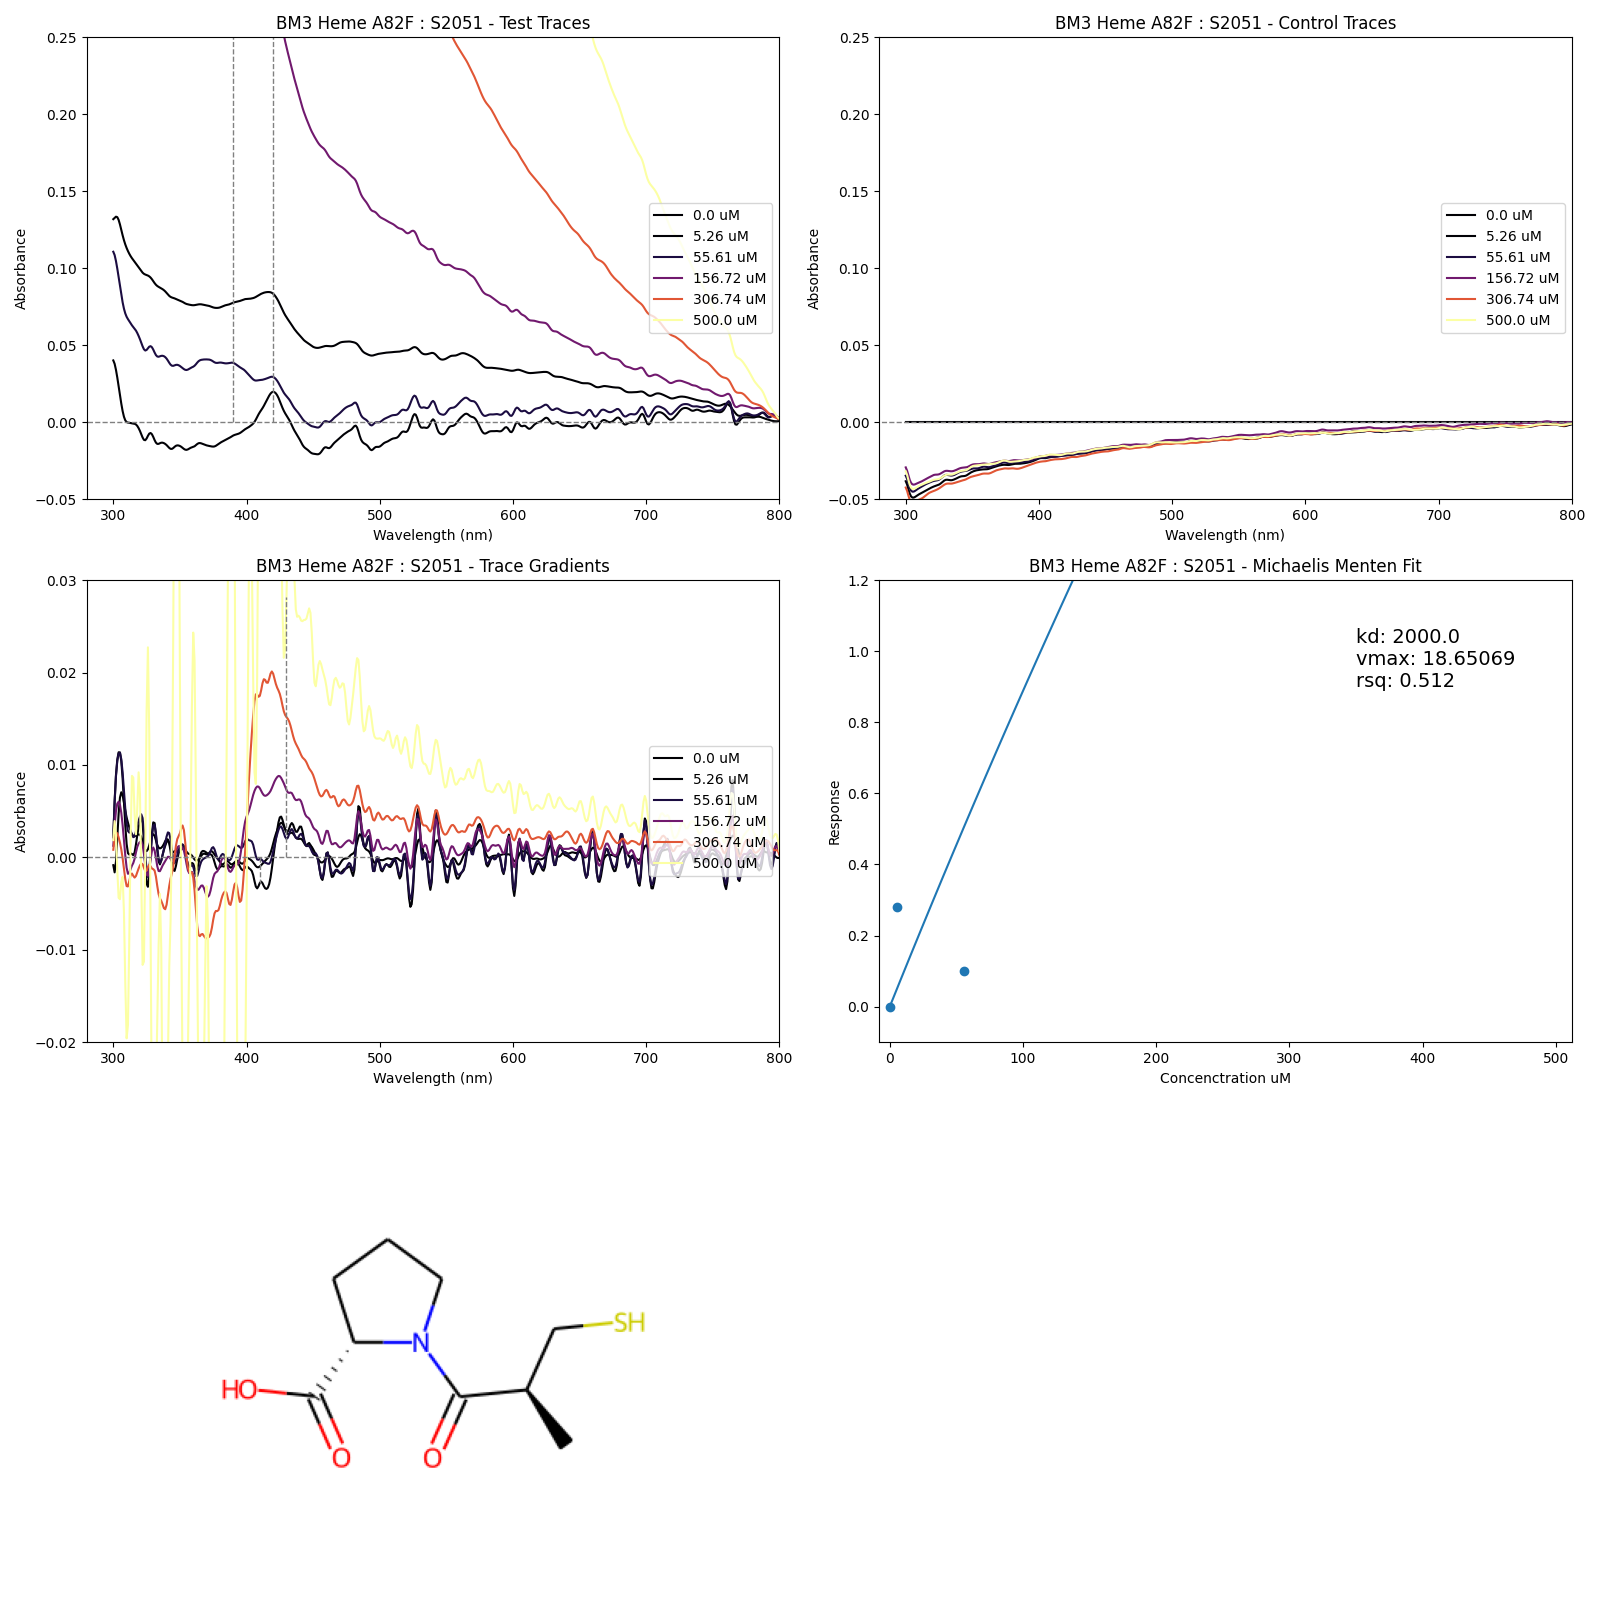 BM3 Heme A82F : S2051 - Test Traces
0.25
0.20
0.15
0.10
0.05
0.00
−0.05
Absorbance
300 400 500 600 700 800
Wavelength (nm)
0.0 uM
5.26 uM
55.61 uM
156.72 uM
306.74 uM
500.0 uM
BM3 Heme A82F : S2051 - Control Traces
0.25
0.20
0.15
0.10
0.05
0.00
−0.05
Absorbance
300 400 500 600 700 800
Wavelength (nm)
0.0 uM
5.26 uM
55.61 uM
156.72 uM
306.74 uM
500.0 uM
BM3 Heme A82F : S2051 - Trace Gradients
0.03
0.02
0.01
0.00
−0.01
−0.02
Absorbance
300 400 500 600 700 800
Wavelength (nm)
0.0 uM
5.26 uM
55.61 uM
156.72 uM
306.74 uM
500.0 uM
BM3 Heme A82F : S2051 - Michaelis Menten Fit
1.2
1.0
0.8
0.6
0.4
0.2
0.0
Response
0 100 200 300 400 500
Concenctration uM
kd: 2000.0
vmax: 18.65069
rsq: 0.512
SH
N
HO
O
O